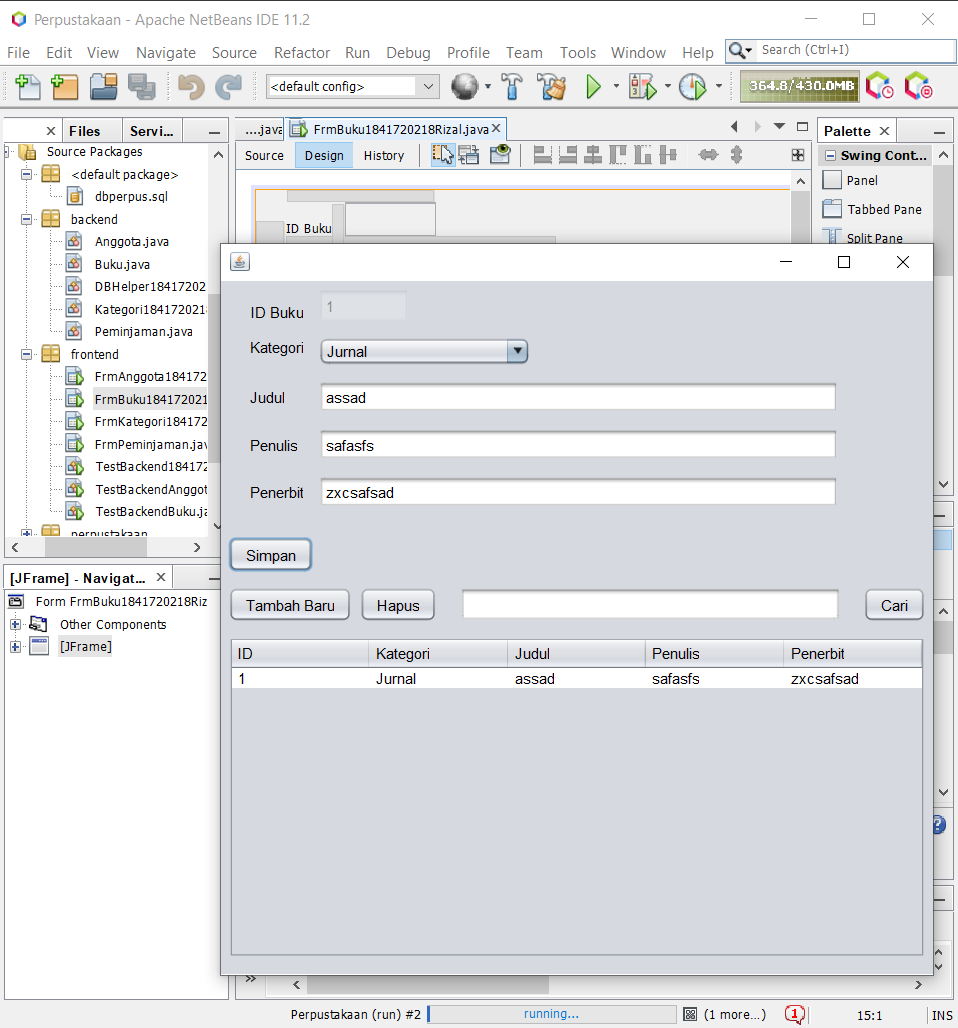 Perpustakaan - Apache NetBeans IDE 11.2
File Edit View Navigate Source Refactor Run Debug Profile Team Tools Window Help Search (Ctrl+I)
<default config> 364.8/430.0MB
Files Servi... ....java FrmBuku1841720218Rizal.java Palette
Source Packages Source Design History Swing Cont...
<default package> Panel
dbperpus.sql Tabbed Pane
backend ID Buku Split Pane
Anggota.java
Buku.java
DBHelper18417202
Kategori184172021
Peminjaman.java
frontend
FrmAnggota184172
FrmBuku184172021
FrmKategori184172
FrmPeminjaman.jav
TestBackend184172
TestBackendAnggot
TestBackendBuku.ja
perpustakaan
[JFrame] - Navigat...
Form FrmBuku1841720218Riz
Other Components
[JFrame]
ID Buku 1
Kategori Jurnal
Judul assad
Penulis safasfs
Penerbit zxcsafsad
Simpan
Tambah Baru Hapus Cari
ID Kategori Judul Penulis Penerbit
1 Jurnal assad safasfs zxcsafsad
Perpustakaan (run) #2 running... (1 more...) 1 15:1 INS